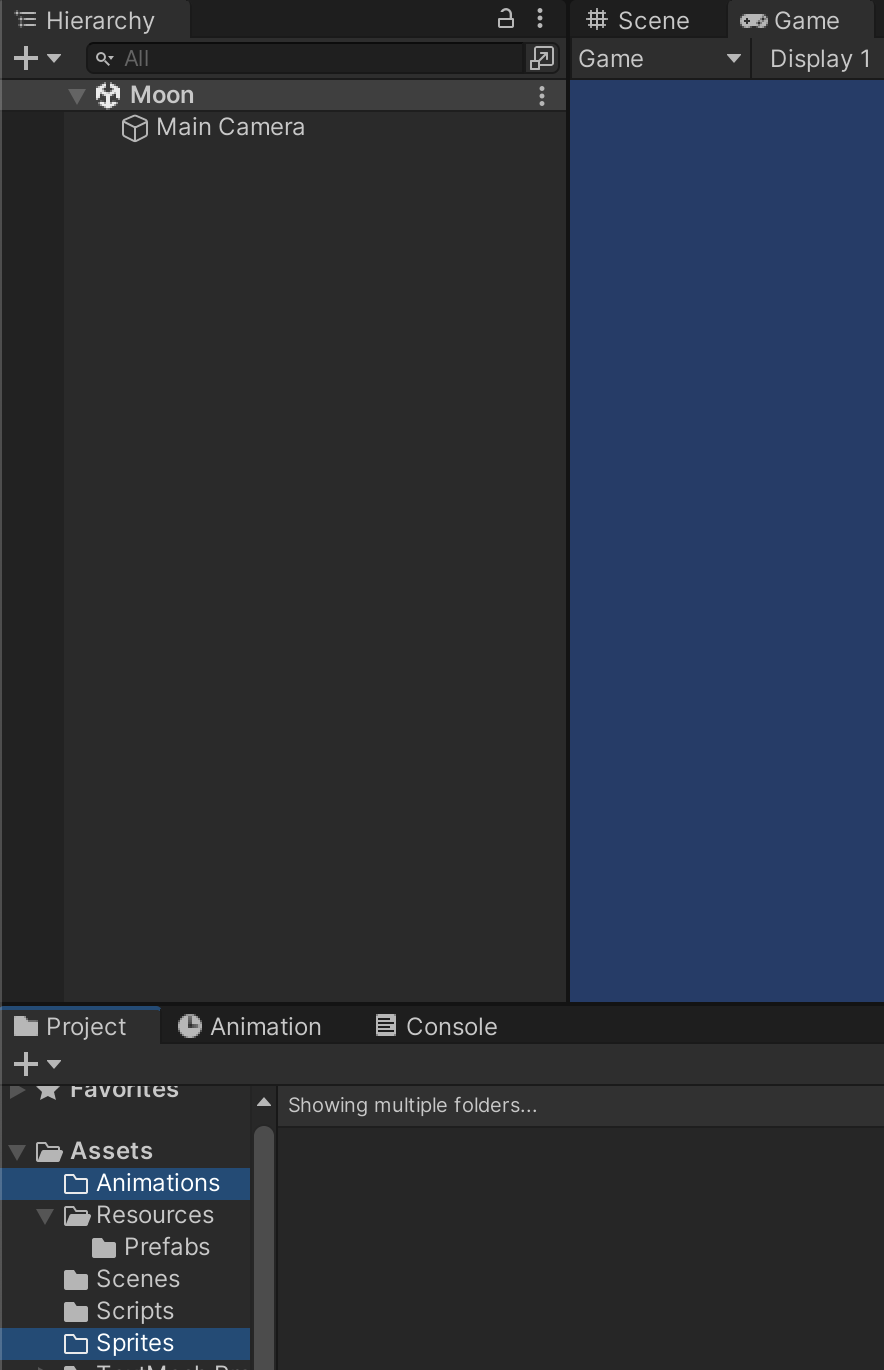 Hierarchy
Scene
Game
All
Game
Display 1
Moon
Main Camera
Project
Animation
Console
Favorites
Showing multiple folders...
Assets
Animations
Resources
Prefabs
Scenes
Scripts
Sprites